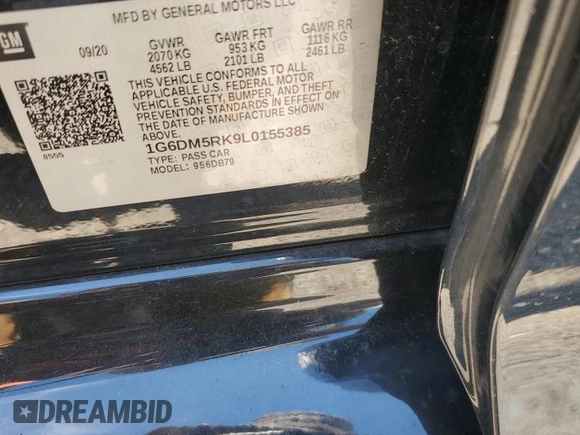 MFD BY GENERAL MOTORS LLC
GM
09/20 GVWR GAWR FRT GAWR RR
2070 KG 953 KG 1116 KG
4562 LB 2101 LB 2461 LB
THIS VEHICLE CONFORMS TO ALL
APPLICABLE U.S. FEDERAL MOTOR
VEHICLE SAFETY, BUMPER, AND THEFT
PREVENTION STANDARDS IN EFFECT
ON THE DATE OF MANUFACTURE SHOWN
ABOVE.
8555
1G6DM5RK9L0155385
TYPE: PASS CAR
MODEL: 956DB79
DREAMBID